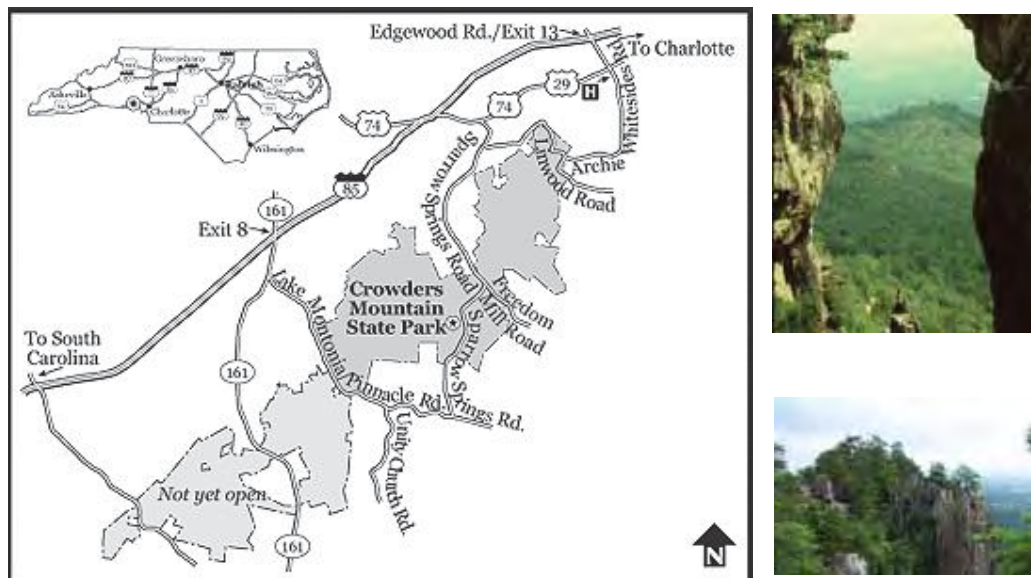 Edgewood Rd./Exit 13
To Charlotte
Whitesides Rd.
29
H
74
74
Greensboro
Raleigh
Asheville
Charlotte
Wilmington
Sparrow Springs Road
Linwood Road
Archie
85
161
Exit 8
Lake Montonia/Pinnacle Rd.
Crowders
Mountain
State Park
Freedom
Mill Road
Sparrow Springs Rd.
To South
Carolina
161
Unity Church Rd.
Not yet open
161
N